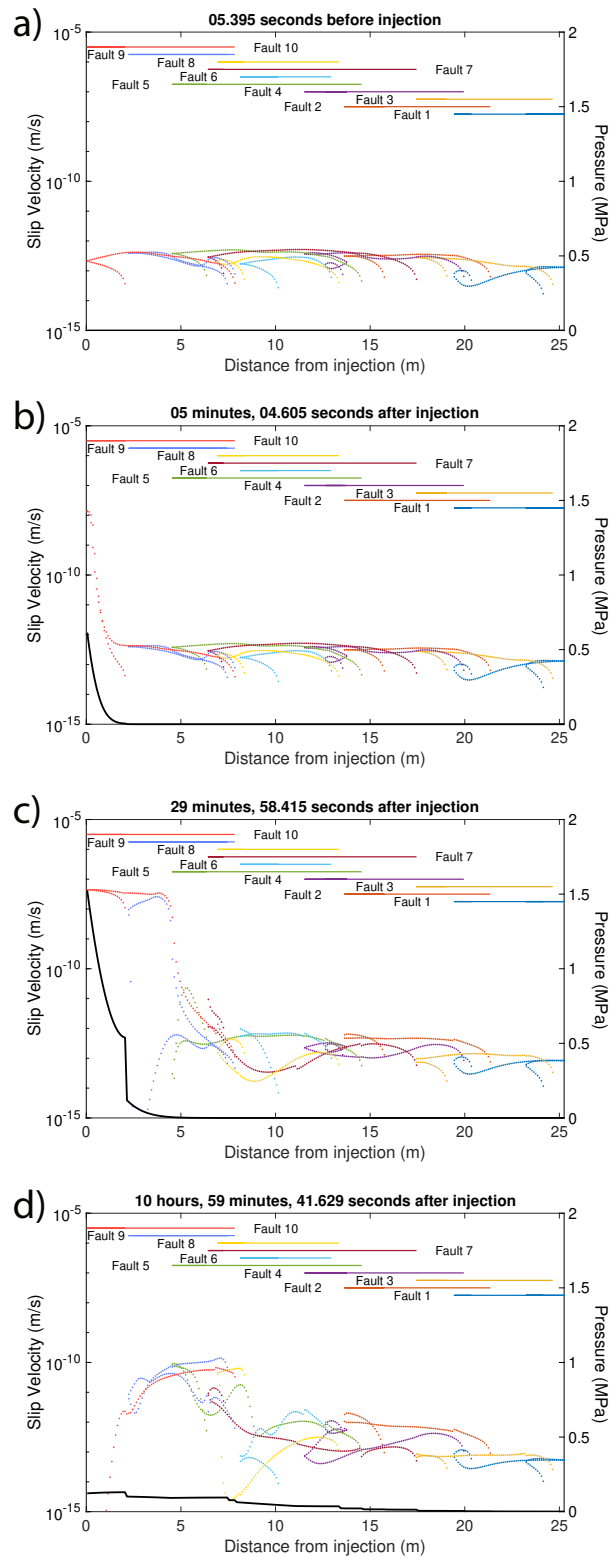 a)
05.395 seconds before injection
10⁻⁵ 2
Fault 10
Fault 9
Fault 8 Fault 7
Fault 6
Fault 5 Fault 4
1.5
Fault 3
Fault 2
Fault 1
Slip Velocity (m/s)
10⁻¹⁰ 1
Pressure (MPa)
0.5
10⁻¹⁵ 0
0 5 10 15 20 25
Distance from injection (m)
b)
05 minutes, 04.605 seconds after injection
10⁻⁵ 2
Fault 10
Fault 9
Fault 8 Fault 7
Fault 6
Fault 5 Fault 4
1.5
Fault 3
Fault 2
Fault 1
Slip Velocity (m/s)
10⁻¹⁰ 1
Pressure (MPa)
0.5
10⁻¹⁵ 0
0 5 10 15 20 25
Distance from injection (m)
c)
29 minutes, 58.415 seconds after injection
10⁻⁵ 2
Fault 10
Fault 9
Fault 8 Fault 7
Fault 6
Fault 5 Fault 4
1.5
Fault 3
Fault 2
Fault 1
Slip Velocity (m/s)
10⁻¹⁰ 1
Pressure (MPa)
0.5
10⁻¹⁵ 0
0 5 10 15 20 25
Distance from injection (m)
d)
10 hours, 59 minutes, 41.629 seconds after injection
10⁻⁵ 2
Fault 10
Fault 9
Fault 8 Fault 7
Fault 6
Fault 5 Fault 4
1.5
Fault 3
Fault 2
Fault 1
Slip Velocity (m/s)
10⁻¹⁰ 1
Pressure (MPa)
0.5
10⁻¹⁵ 0
0 5 10 15 20 25
Distance from injection (m)